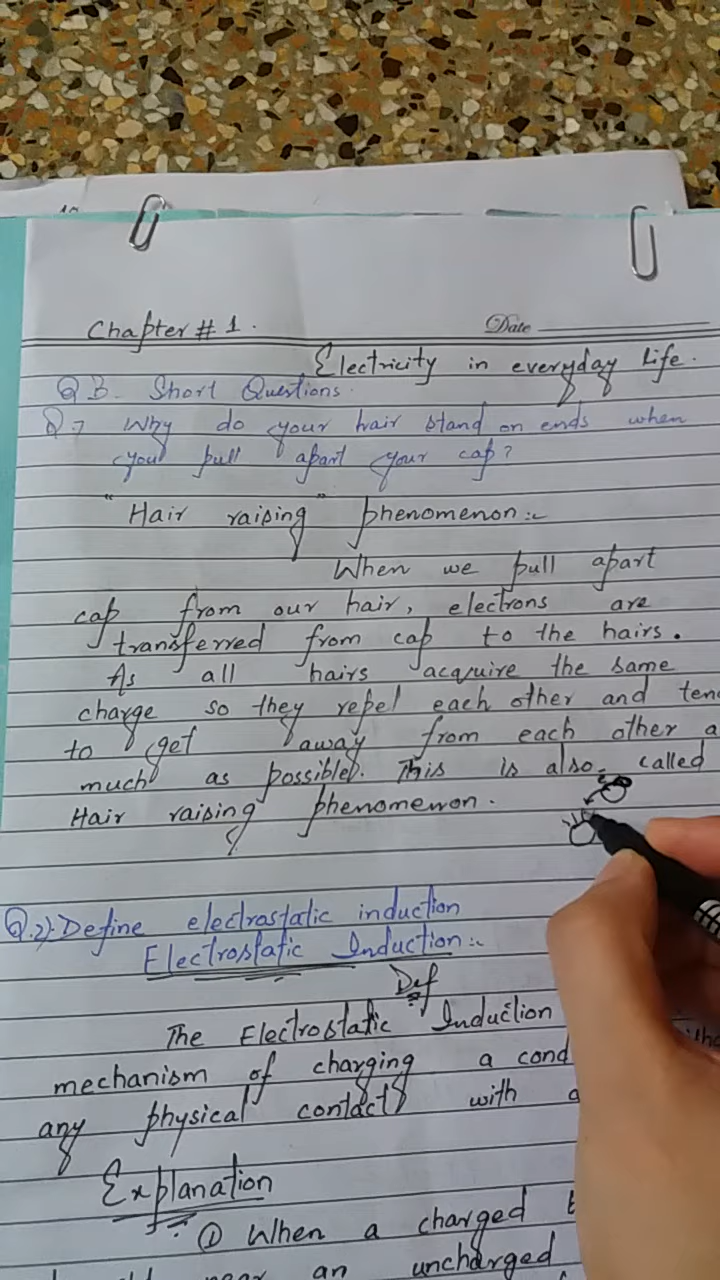 Chapter # 1.
Date
Electricity in everyday Life.
Q B. Short Questions.
Q.1 Why do your hair stand on ends when
you pull apart your cap?
"Hair raising" phenomenon :-
When we pull apart
cap from our hair, electrons are
transferred from cap to the hairs.
As all hairs acquire the same
charge so they repel each other and tend
to get away from each other a
much as possible. This is also called
Hair raising phenomenon.
Q.2). Define electrostatic induction
Electrostatic Induction :-
Def
The Electrostatic Induction
mechanism of charging a cond
any physical contact with a
Explanation
① When a charged
an uncharged